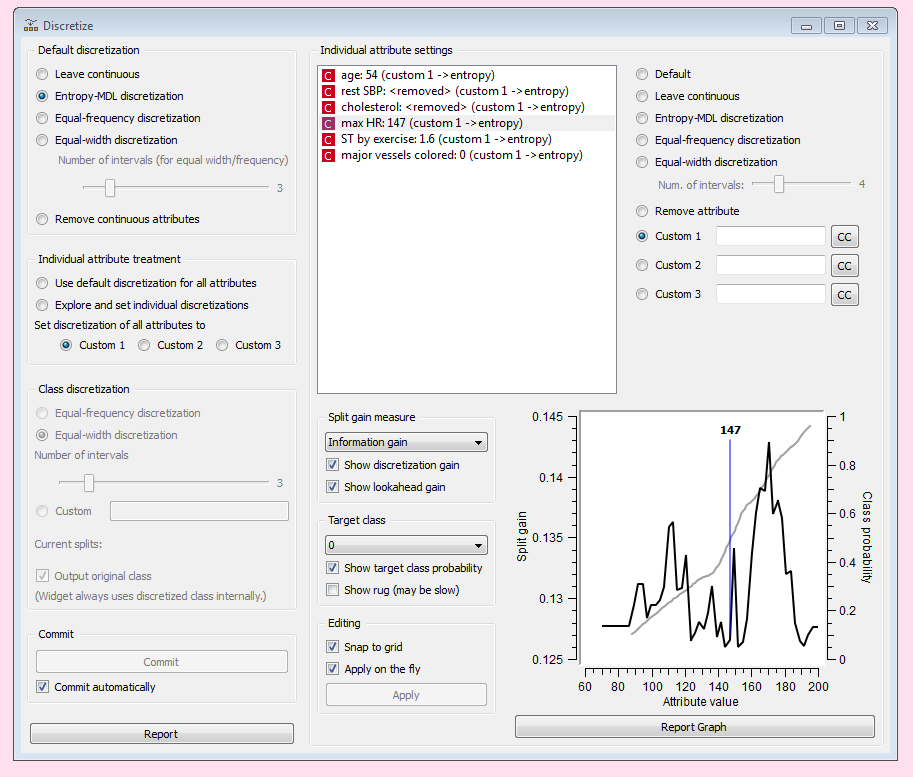 Discretize
Default discretization
Leave continuous
Entropy-MDL discretization
Equal-frequency discretization
Equal-width discretization
Number of intervals (for equal width/frequency)
3
Remove continuous attributes
Individual attribute treatment
Use default discretization for all attributes
Explore and set individual discretizations
Set discretization of all attributes to
Custom 1 Custom 2 Custom 3
Class discretization
Equal-frequency discretization
Equal-width discretization
Number of intervals
3
Custom
Current splits:
Output original class
(Widget always uses discretized class internally.)
Commit
Commit
Commit automatically
Report
Individual attribute settings
C age: 54 (custom 1 ->entropy)
C rest SBP: <removed> (custom 1 ->entropy)
C cholesterol: <removed> (custom 1 ->entropy)
C max HR: 147 (custom 1 ->entropy)
C ST by exercise: 1.6 (custom 1 ->entropy)
C major vessels colored: 0 (custom 1 ->entropy)
Default
Leave continuous
Entropy-MDL discretization
Equal-frequency discretization
Equal-width discretization
Num. of intervals: 4
Remove attribute
Custom 1 CC
Custom 2 CC
Custom 3 CC
Split gain measure
Information gain
Show discretization gain
Show lookahead gain
Target class
0
Show target class probability
Show rug (may be slow)
Editing
Snap to grid
Apply on the fly
Apply
147
Split gain
0.145
0.14
0.135
0.13
0.125
1
0.8
0.6
0.4
0.2
0
Class probability
60 80 100 120 140 160 180 200
Attribute value
Report Graph